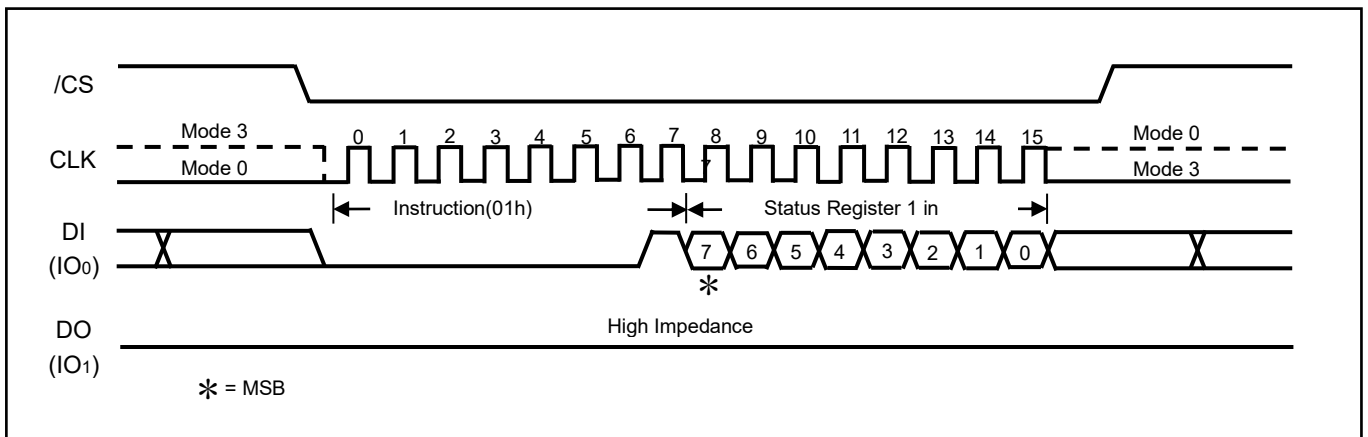 /CS
Mode 3
Mode 0
CLK
0 1 2 3 4 5 6 7 8 9 10 11 12 13 14 15
7
Mode 0
Mode 3
Instruction(01h)
Status Register 1 in
DI
(IO0)
7 6 5 4 3 2 1 0
*
High Impedance
DO
(IO1)
* = MSB